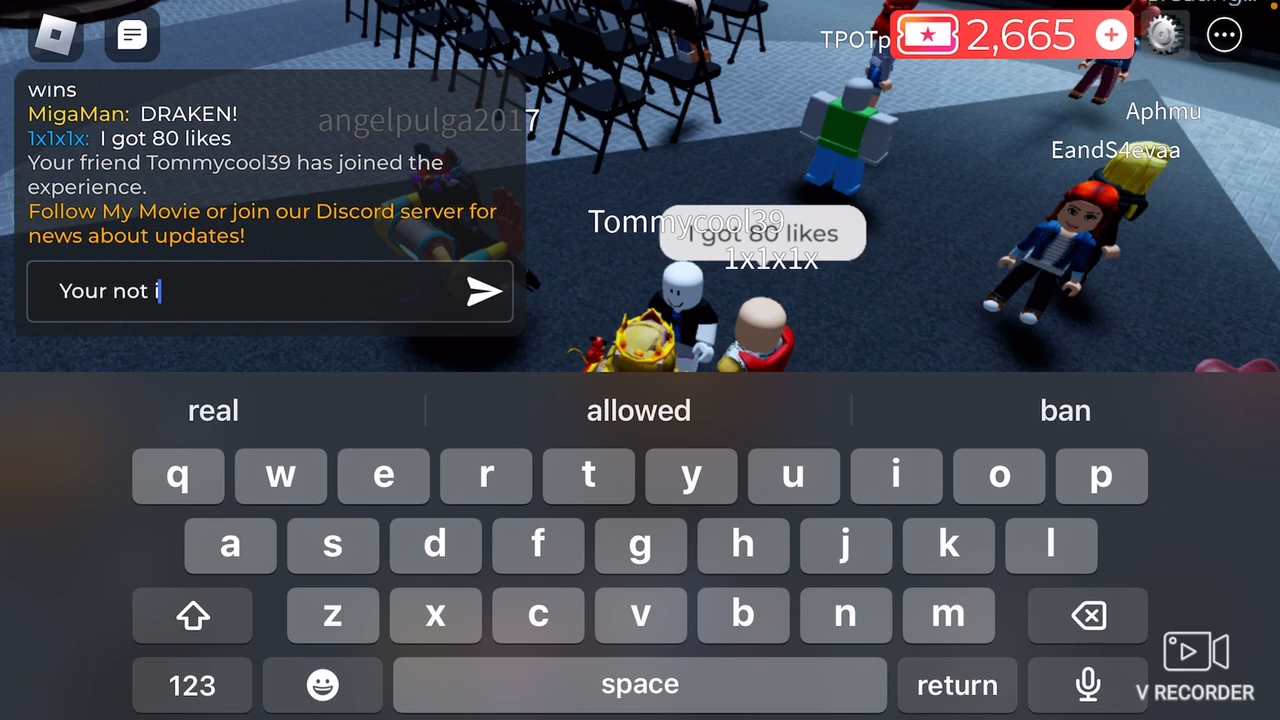 TPOTp
2,665
wins
MigaMan: DRAKEN!
angelpulga2017
1x1x1x: I got 80 likes
Your friend Tommycool39 has joined the
experience.
Follow My Movie or join our Discord server for
news about updates!
Your not i
Aphmu
EandS4evaa
Tommycool39
I got 80 likes
1x1x1x
real allowed ban
q w e r t y u i o p
a s d f g h j k l
z x c v b n m
123 space return
V RECORDER